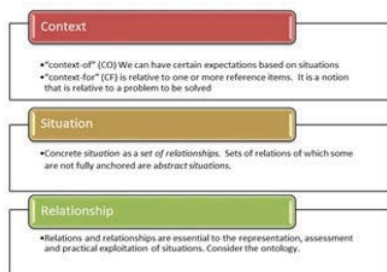 Context
•"context-of" (CO) We can have certain expectations based on situations
•"context-for" (CF) is relative to one or more reference items. It is a notion
that is relative to a problem to be solved
Situation
•Concrete situation as a set of relationships. Sets of relations of which some
are not fully anchored are abstract situations.
Relationship
•Relations and relationships are essential to the representation, assessment
and practical exploitation of situations. Consider the ontology.